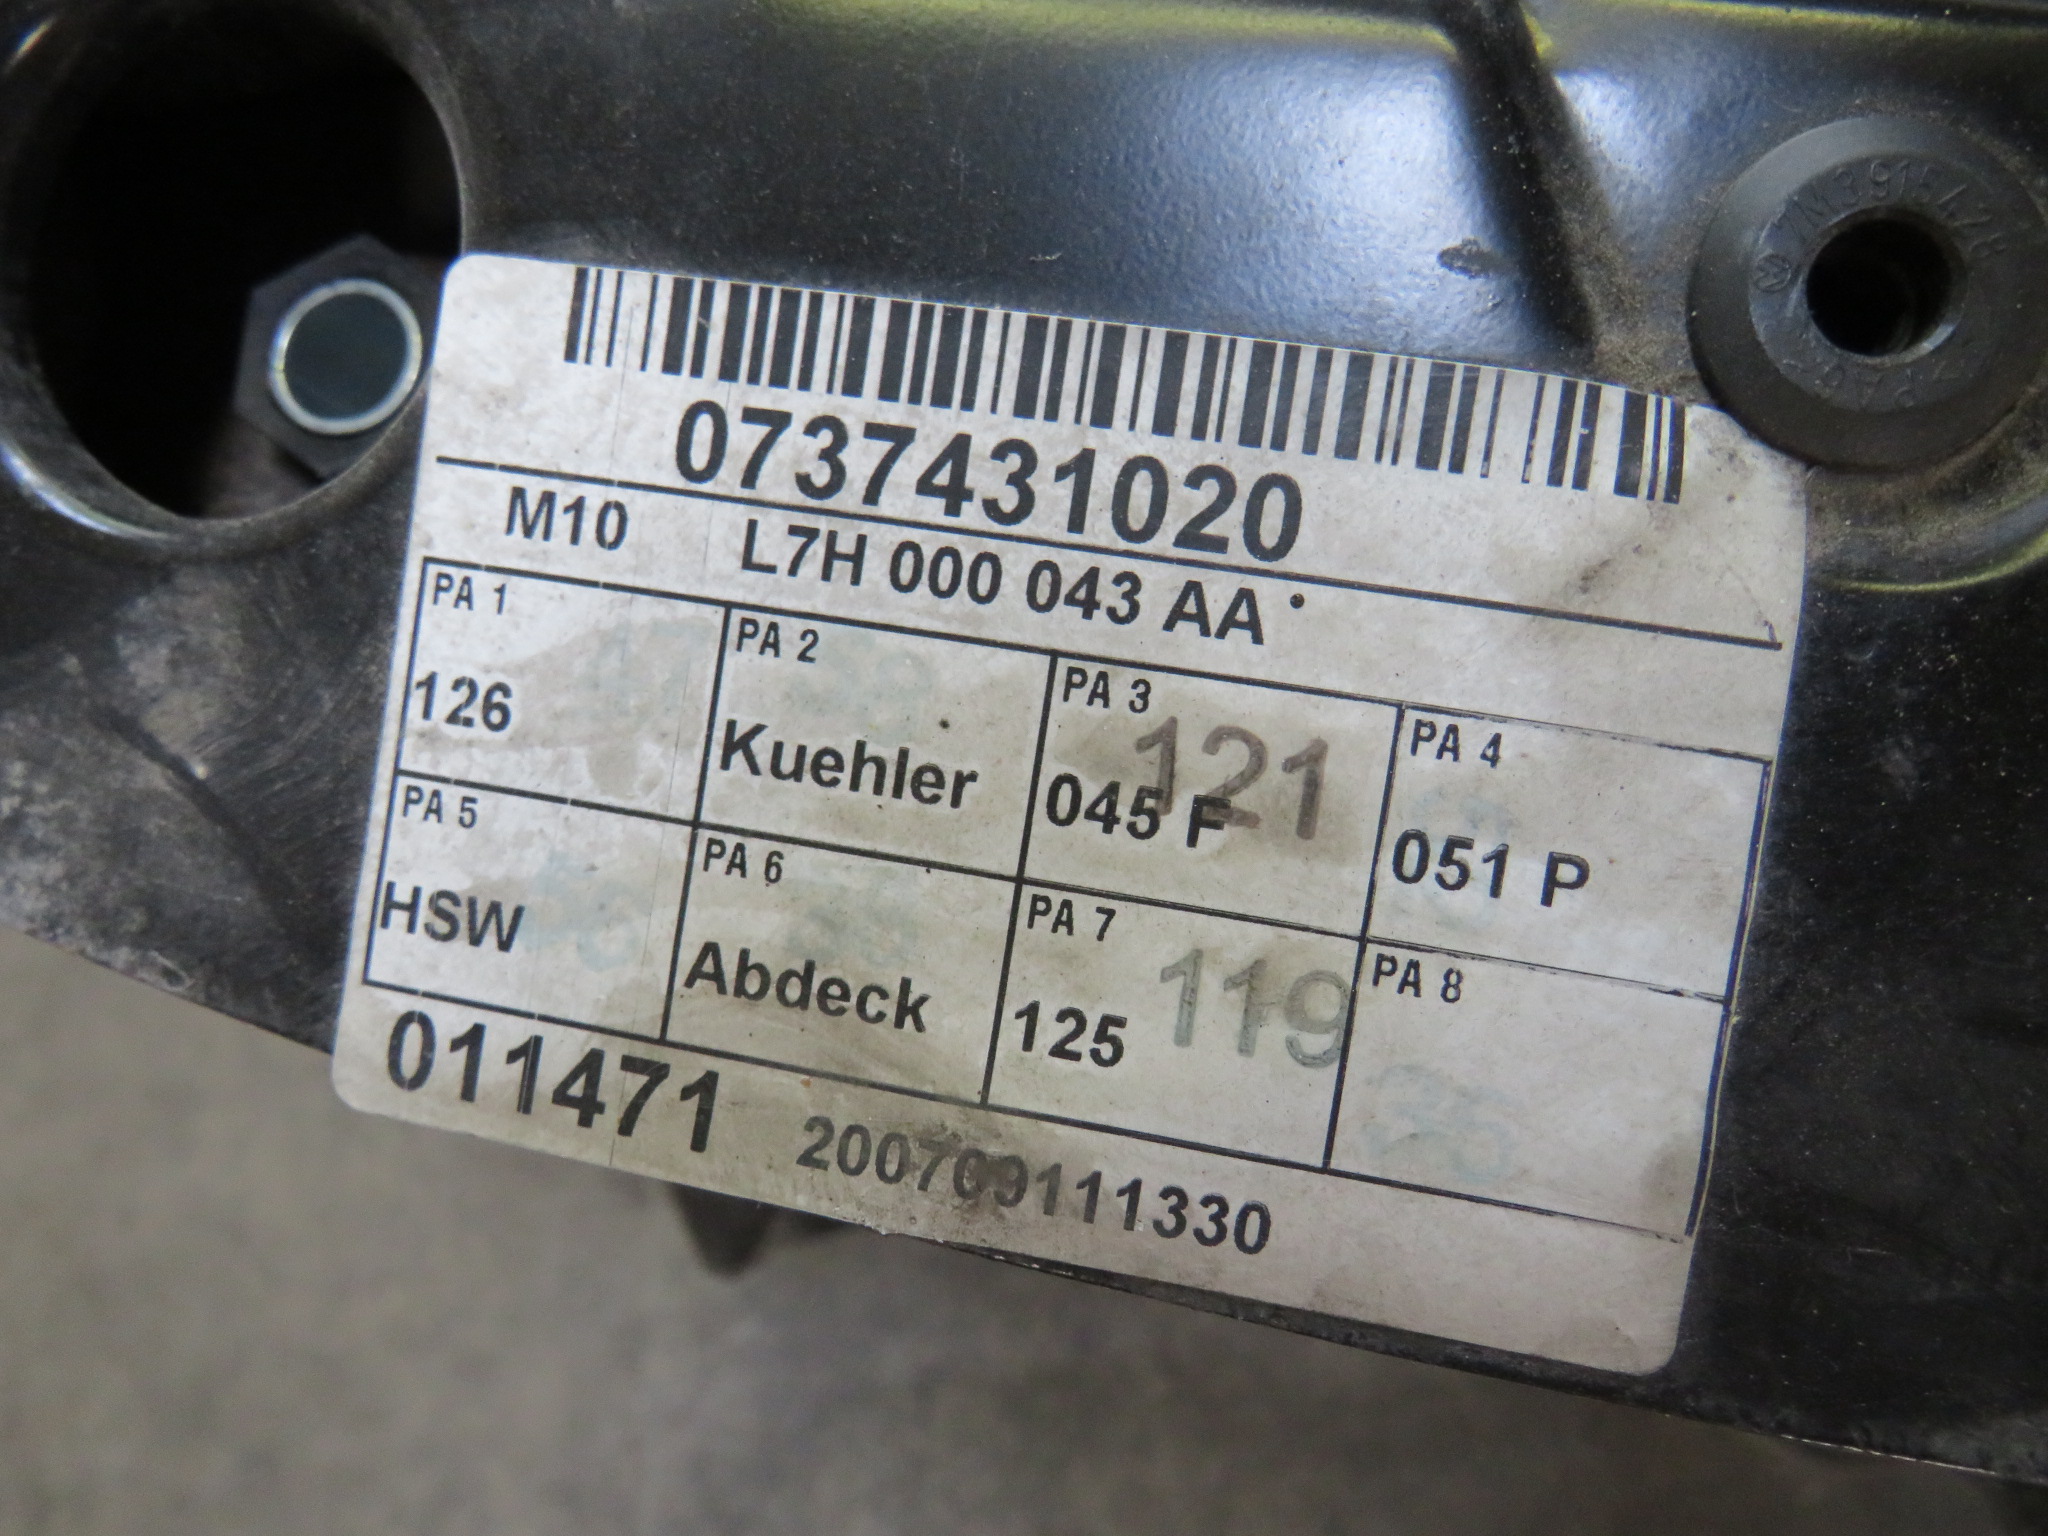 0737431020
M10 L7H 000 043 AA
PA 1 PA 2 PA 3 PA 4
126 Kuehler 045 F 121 051 P
PA 5 PA 6 PA 7 PA 8
HSW Abdeck 125 119
011471 200709111330